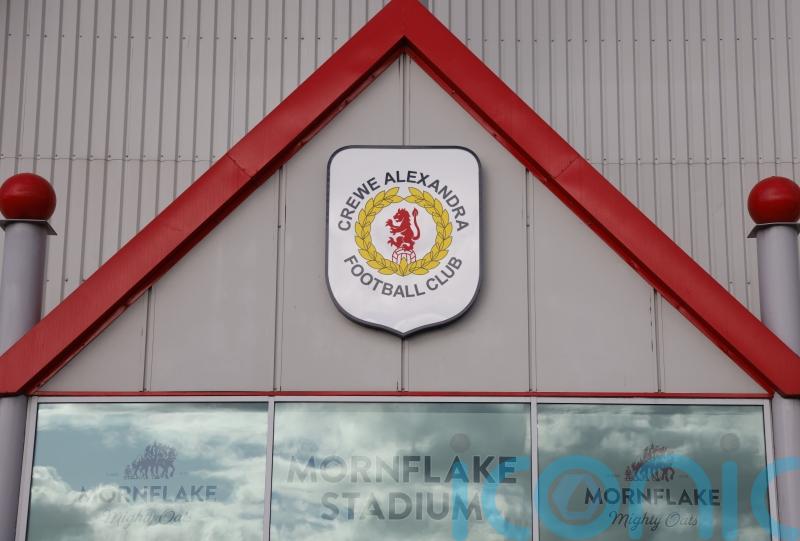 CREWE ALEXANDRA
FOOTBALL CLUB
MORNFLAKE
Mighty Oats
MORNFLAKE
STADIUM
MORNFLAKE
Mighty Oats
iconic